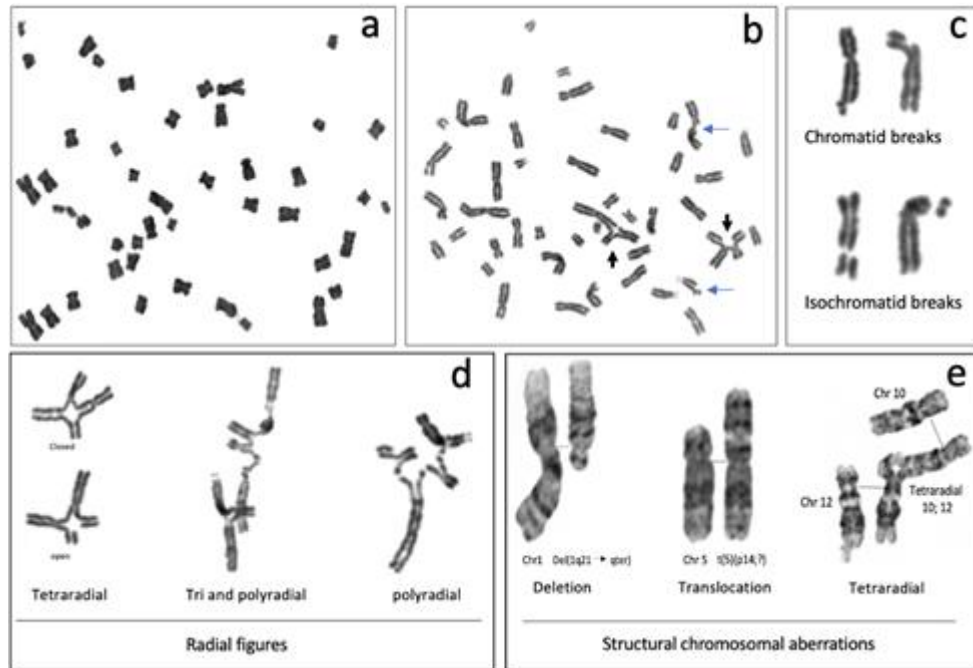 a
b
c
Chromatid breaks
Isochromatid breaks
d
Closed
open
Tetraradial
Tri and polyradial
polyradial
Radial figures
e
Chr1 Del(1q21 → qter)
Deletion
Chr 5 t(5)(p14;?)
Translocation
Chr 10
Chr 12
Tetraradial
10; 12
Tetraradial
Structural chromosomal aberrations